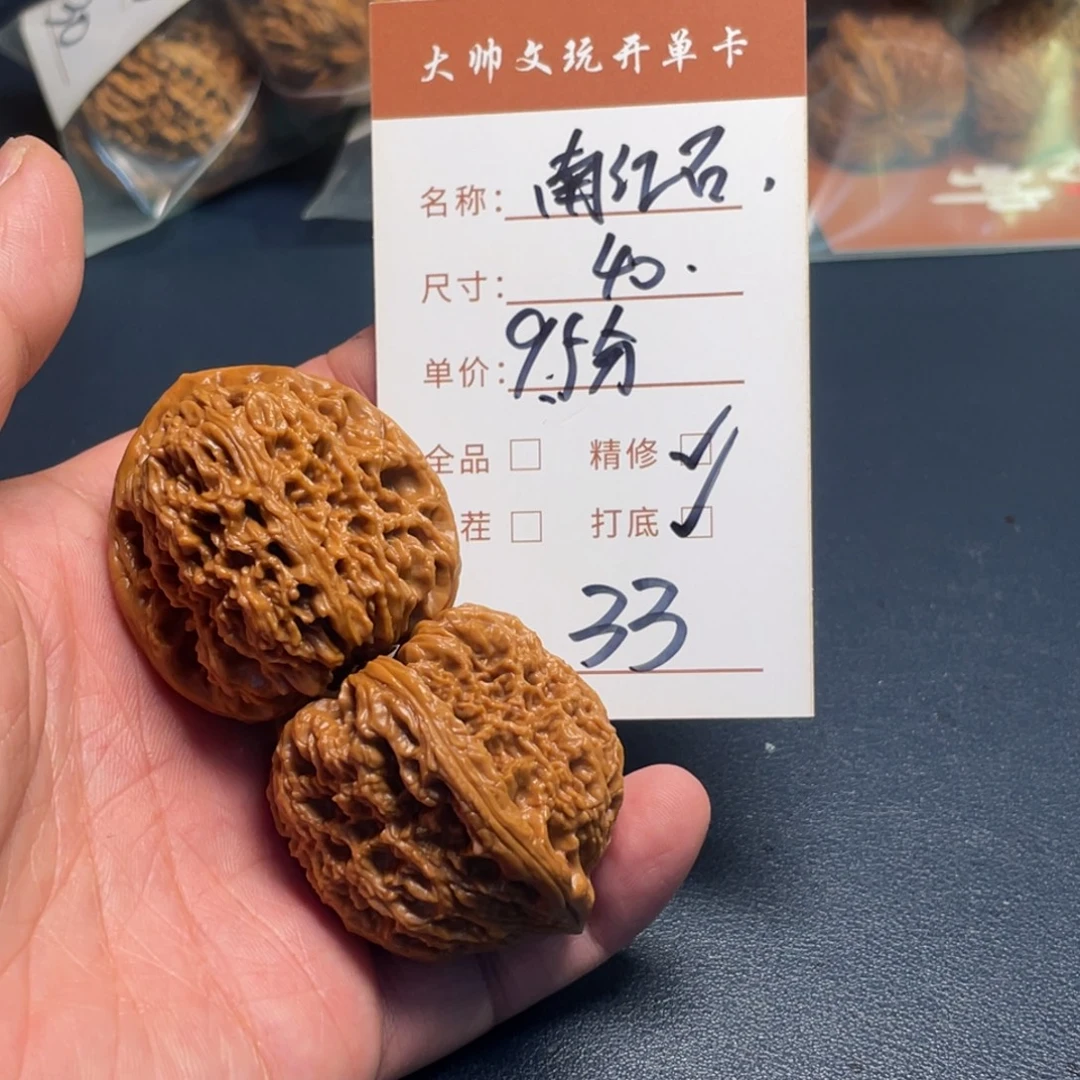 大帅文玩开单卡
名称：南红石.
尺寸：40.
单价：95分
全品 □ 精修 ☑
茬 □ 打底 ☑
33